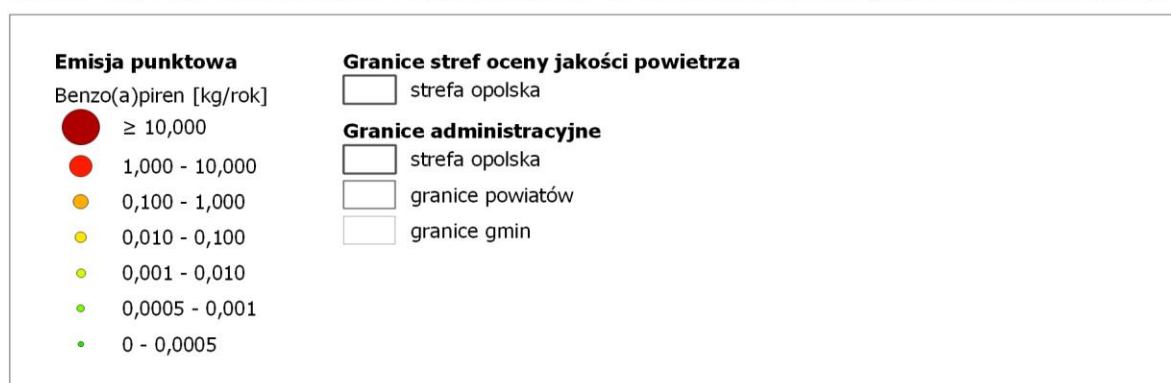 Emisja punktowa
Benzo(a)piren [kg/rok]
≥ 10,000
1,000 - 10,000
0,100 - 1,000
0,010 - 0,100
0,001 - 0,010
0,0005 - 0,001
0 - 0,0005
Granice stref oceny jakości powietrza
strefa opolska
Granice administracyjne
strefa opolska
granice powiatów
granice gmin